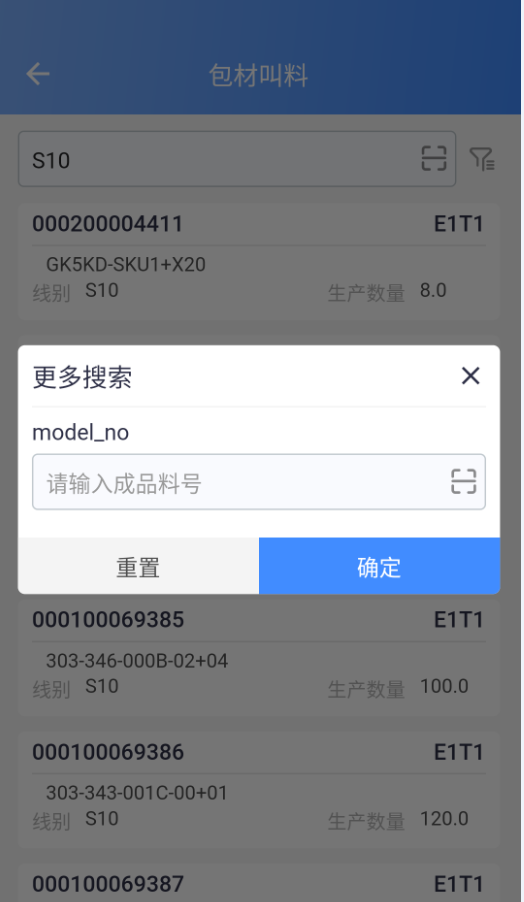 包材叫料
S10
000200004411 E1T1
GK5KD-SKU1+X20
线别 S10 生产数量 8.0
更多搜索
model_no
请输入成品料号
重置 确定
000100069385 E1T1
303-346-000B-02+04
线别 S10 生产数量 100.0
000100069386 E1T1
303-343-001C-00+01
线别 S10 生产数量 120.0
000100069387 E1T1